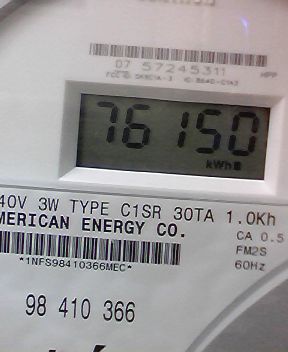 07 57245311
HPP
76150
kWh
40V 3W TYPE C1SR 30TA 1.0Kh
MERICAN ENERGY CO.
CA 0.5
FM2S
*1NFS98410366MEC*
60Hz
98 410 366